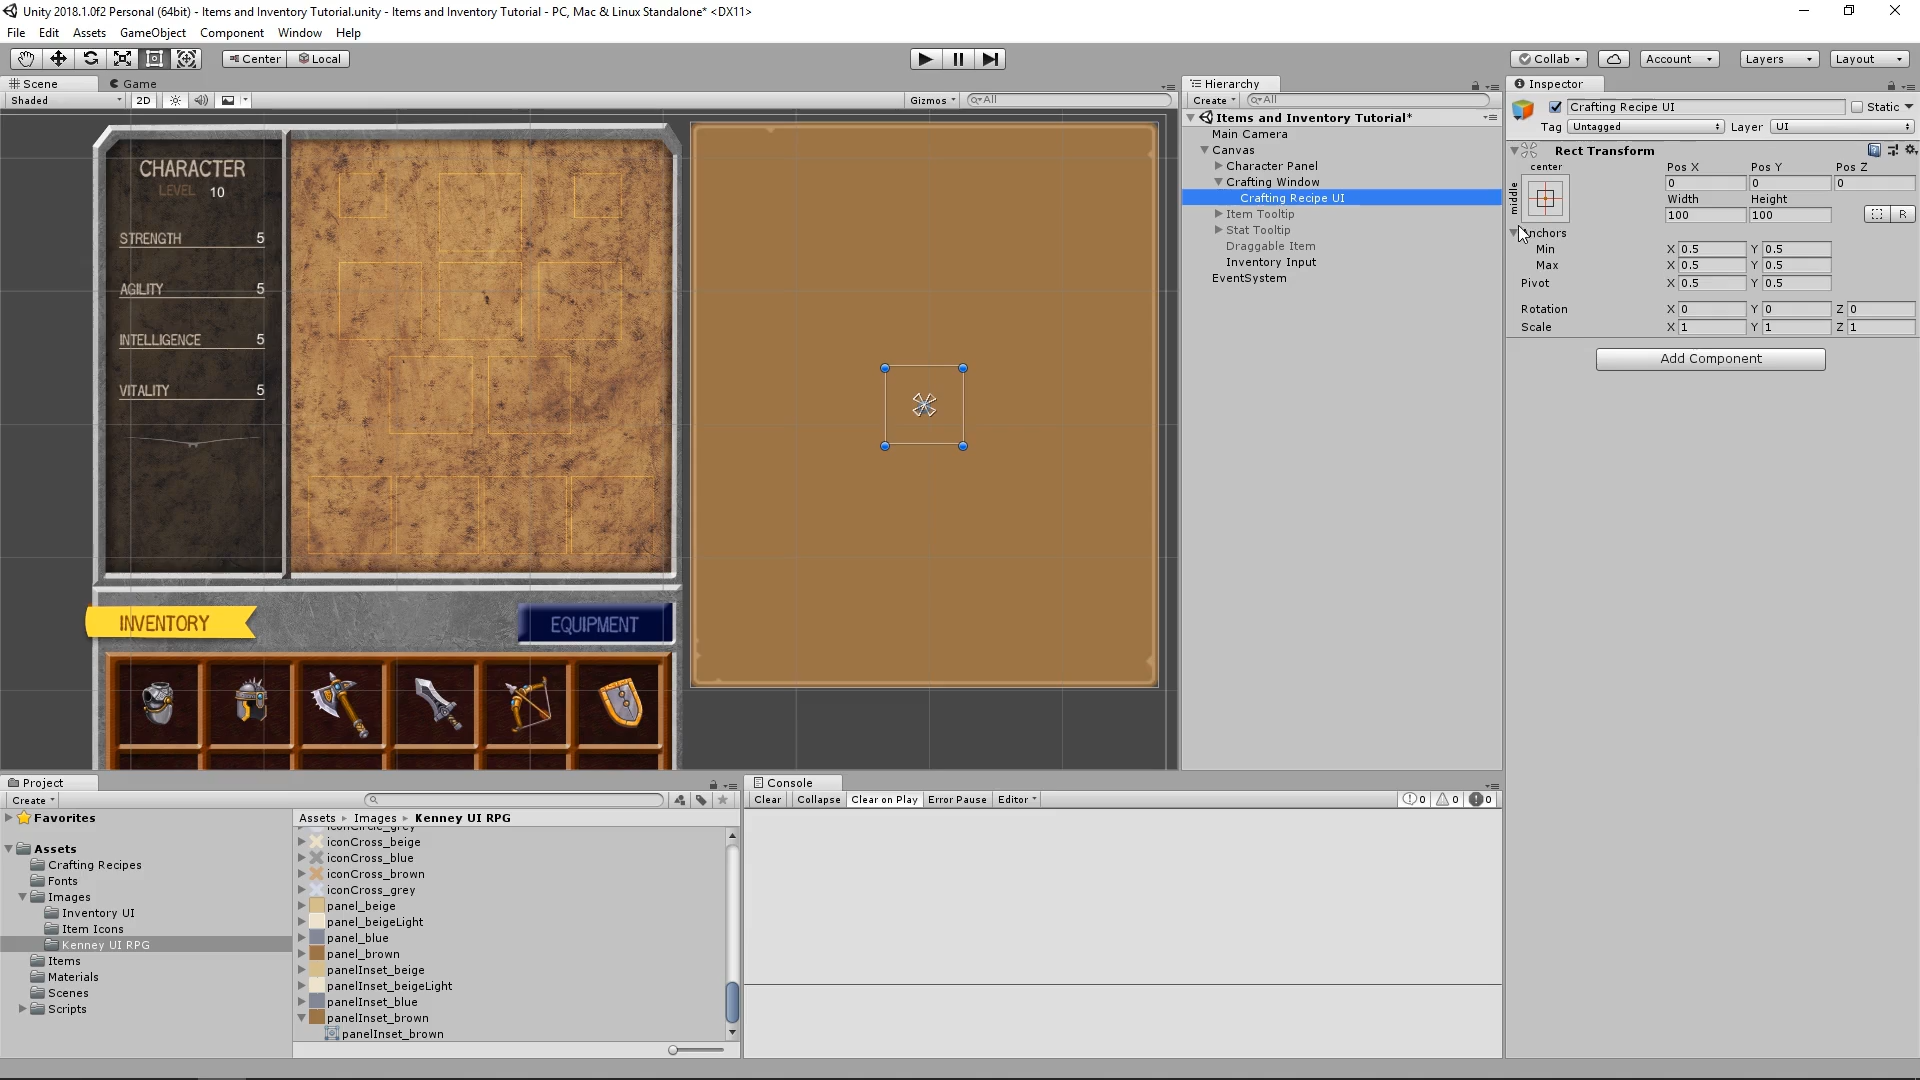 Unity 2018.1.0f2 Personal (64bit) - Items and Inventory Tutorial.unity - Items and Inventory Tutorial - PC, Mac & Linux Standalone* <DX11>
File Edit Assets GameObject Component Window Help
Center Local Collab Account Layers Layout
Scene Game
Shaded 2D Gizmos All
CHARACTER
LEVEL 10
STRENGTH 5
AGILITY 5
INTELLIGENCE 5
VITALITY 5
INVENTORY EQUIPMENT
Hierarchy
Create All
Items and Inventory Tutorial*
Main Camera
Canvas
Character Panel
Crafting Window
Crafting Recipe UI
Item Tooltip
Stat Tooltip
Draggable Item
Inventory Input
EventSystem
Inspector
Crafting Recipe UI Static
Tag Untagged Layer UI
Rect Transform
center Pos X Pos Y Pos Z
middle 0 0 0
Width Height
100 100 R
nchors
Min X 0.5 Y 0.5
Max X 0.5 Y 0.5
Pivot X 0.5 Y 0.5
Rotation X 0 Y 0 Z 0
Scale X 1 Y 1 Z 1
Add Component
Project
Create
Favorites
Assets
Crafting Recipes
Fonts
Images
Inventory UI
Item Icons
Kenney UI RPG
Items
Materials
Scenes
Scripts
Assets Images Kenney UI RPG
iconCircle_grey
iconCross_beige
iconCross_blue
iconCross_brown
iconCross_grey
panel_beige
panel_beigeLight
panel_blue
panel_brown
panelInset_beige
panelInset_beigeLight
panelInset_blue
panelInset_brown
panelInset_brown
Console
Clear Collapse Clear on Play Error Pause Editor 0 0 0